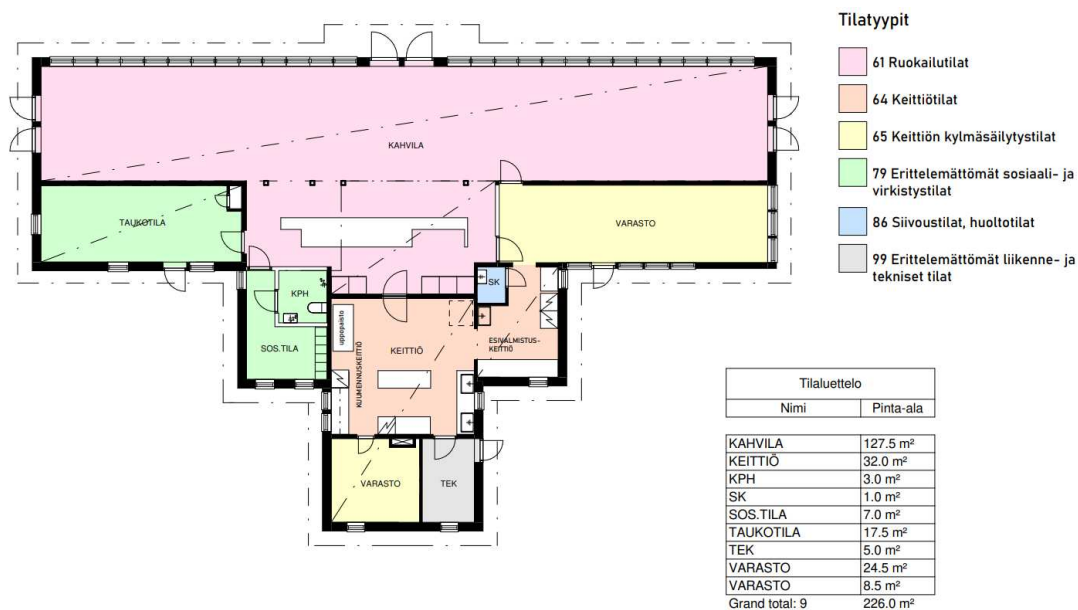 Tilatyypit
61 Ruokailutilat
64 Keittiötilat
65 Keittiön kylmäsäilytystilat
79 Erittelemättömät sosiaali- ja
virkistystilat
86 Siivoustilat, huoltotilat
99 Erittelemättömät liikenne- ja
tekniset tilat
KAHVILA
TAUKOTILA
VARASTO
KPH
SK
SOS.TILA
uppopaisto
KUUMENNUSKEITTIÖ
KEITTIÖ
ESIVALMISTUS-
KEITTIÖ
VARASTO
TEK
Tilaluettelo
Nimi Pinta-ala
KAHVILA 127.5 m²
KEITTIÖ 32.0 m²
KPH 3.0 m²
SK 1.0 m²
SOS.TILA 7.0 m²
TAUKOTILA 17.5 m²
TEK 5.0 m²
VARASTO 24.5 m²
VARASTO 8.5 m²
Grand total: 9 226.0 m²